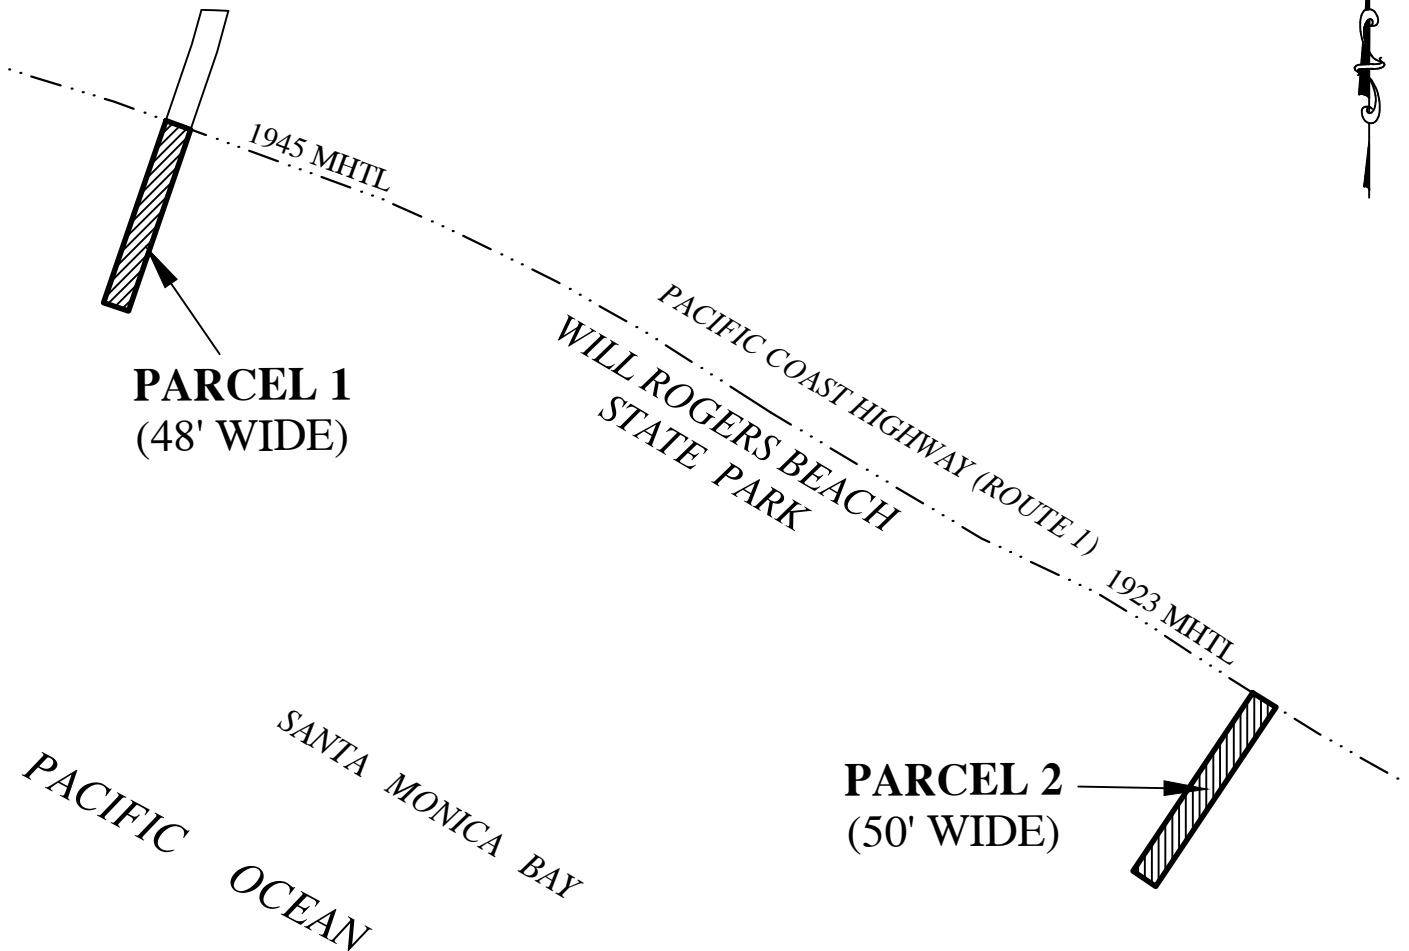 1945 MHTL
PARCEL 1
(48' WIDE)
PACIFIC COAST HIGHWAY (ROUTE 1)
WILL ROGERS BEACH
STATE PARK
1923 MHTL
PARCEL 2
(50' WIDE)
SANTA MONICA BAY
PACIFIC OCEAN